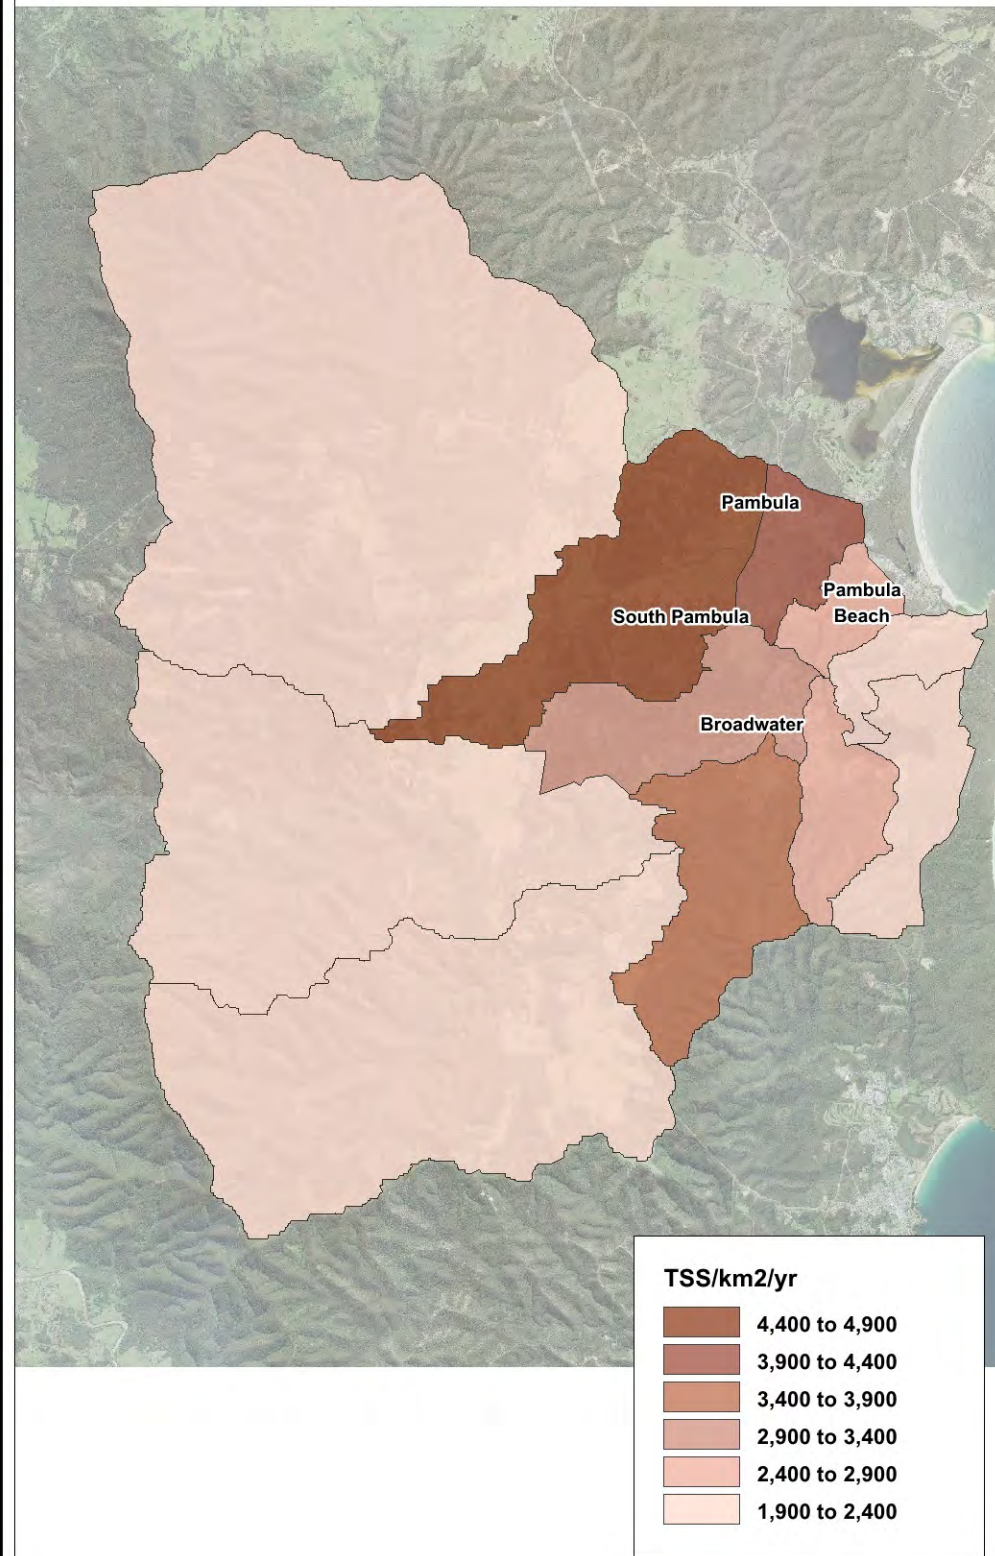 Pambula
Pambula
Beach
South Pambula
Broadwater
TSS/km2/yr
4,400 to 4,900
3,900 to 4,400
3,400 to 3,900
2,900 to 3,400
2,400 to 2,900
1,900 to 2,400